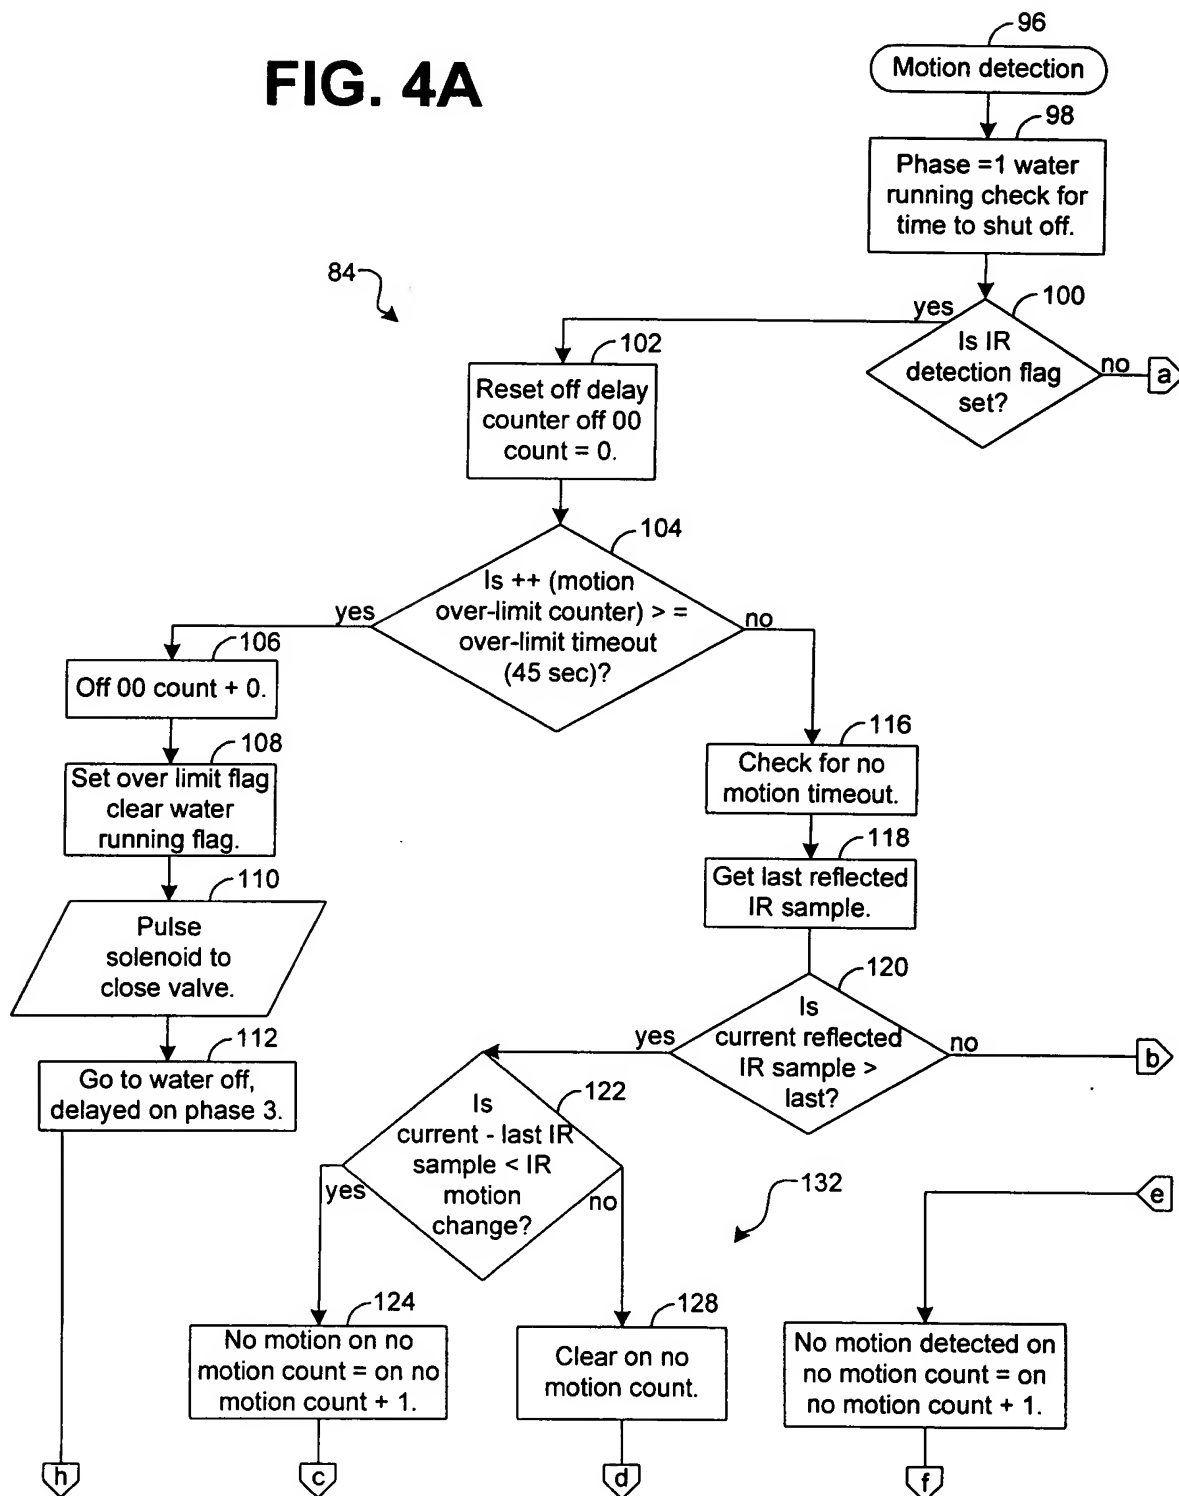 FIG. 4A
96
Motion detection
98
Phase =1 water
running check for
time to shut off.
84
100
yes
Is IR
detection flag
set?
no
a
102
Reset off delay
counter off 00
count = 0.
104
Is ++ (motion
over-limit counter) > =
over-limit timeout
(45 sec)?
yes
no
106
Off 00 count + 0.
108
Set over limit flag
clear water
running flag.
110
Pulse
solenoid to
close valve.
112
Go to water off,
delayed on phase 3.
116
Check for no
motion timeout.
118
Get last reflected
IR sample.
120
Is
current reflected
IR sample >
last?
yes
no
b
122
Is
current - last IR
sample < IR
motion
change?
yes
no
132
e
124
No motion on no
motion count = on no
motion count + 1.
128
Clear on no
motion count.
No motion detected on
no motion count = on
no motion count + 1.
h
c
d
f